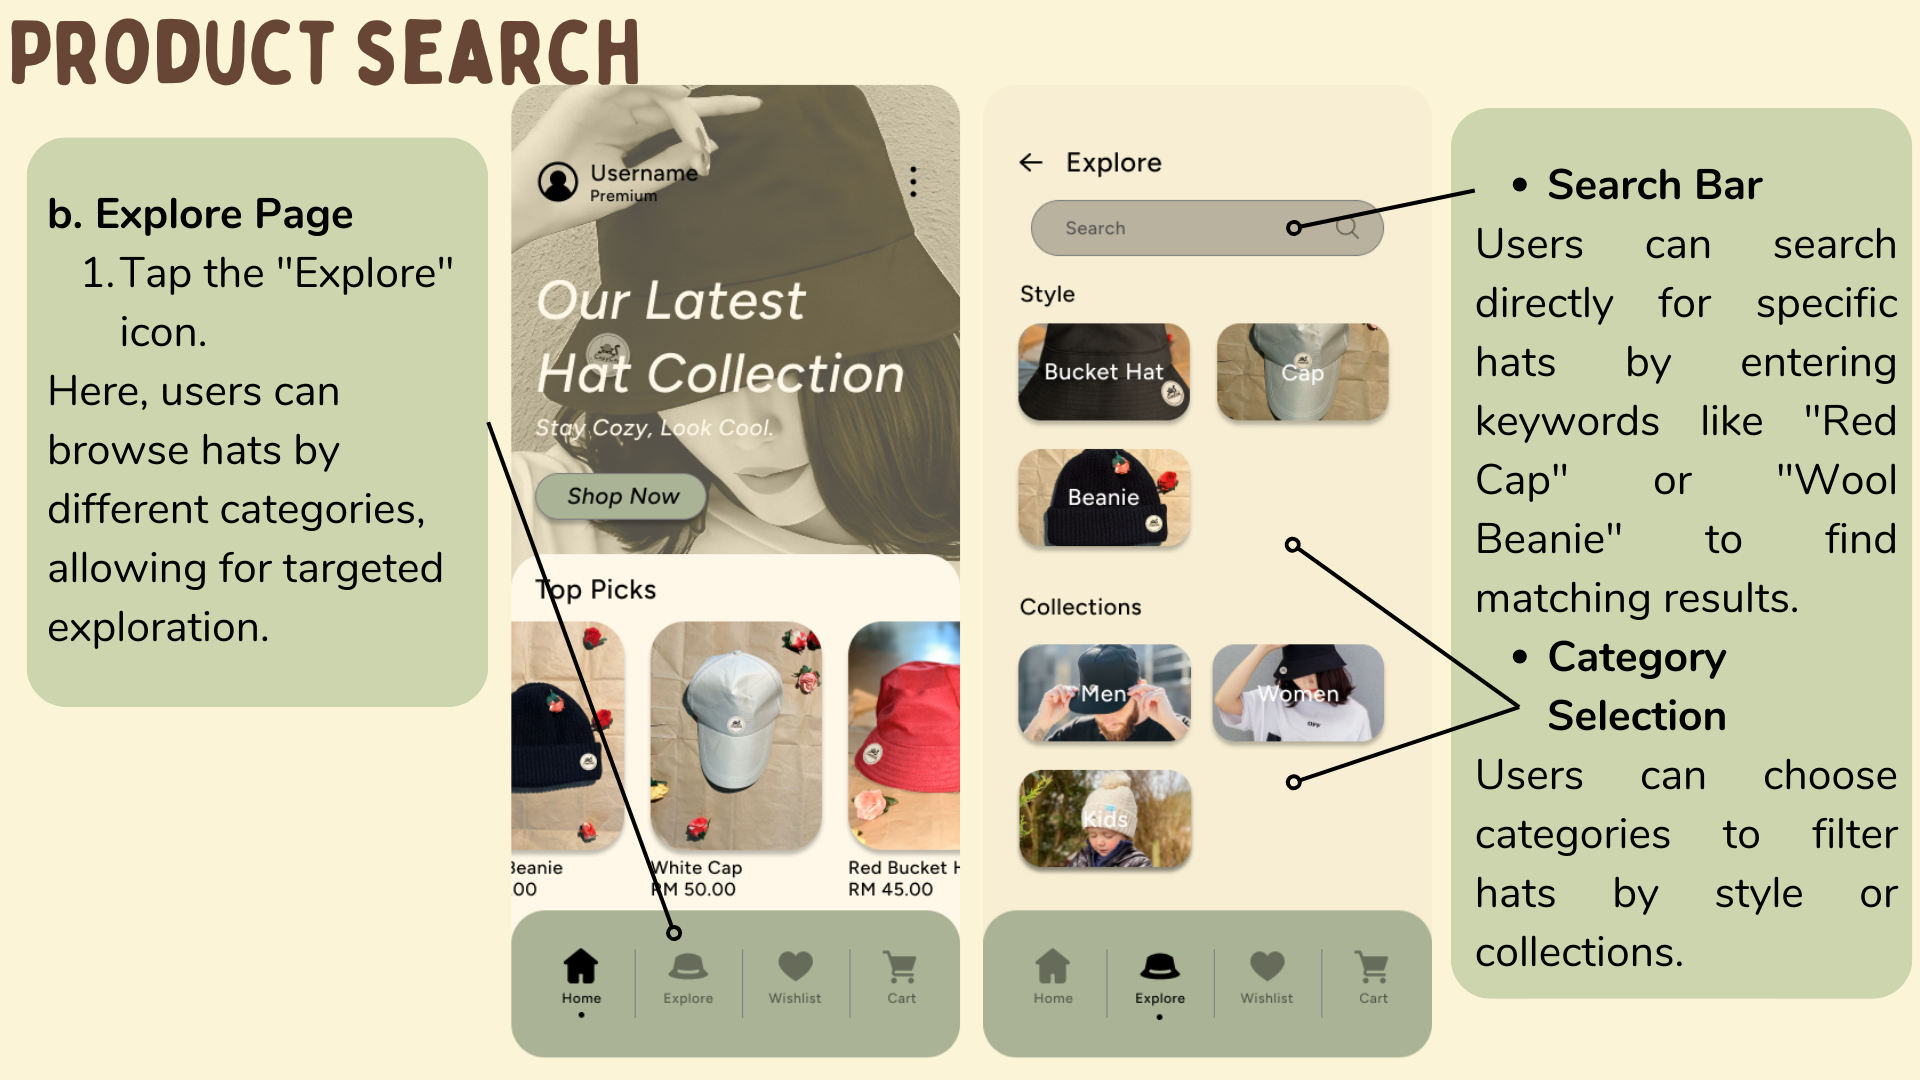 PRODUCT SEARCH
b. Explore Page
1. Tap the "Explore"
icon.
Here, users can
browse hats by
different categories,
allowing for targeted
exploration.
Username
Premium
Our Latest
Hat Collection
Stay Cozy, Look Cool.
Shop Now
Top Picks
Beanie
.00
White Cap
RM 50.00
Red Bucket H
RM 45.00
Home
Explore
Wishlist
Cart
Explore
Search
Style
Bucket Hat
Cap
Beanie
Collections
Men
Women
Kids
Home
Explore
Wishlist
Cart
• Search Bar
Users can search
directly for specific
hats by entering
keywords like "Red
Cap" or "Wool
Beanie" to find
matching results.
• Category
Selection
Users can choose
categories to filter
hats by style or
collections.